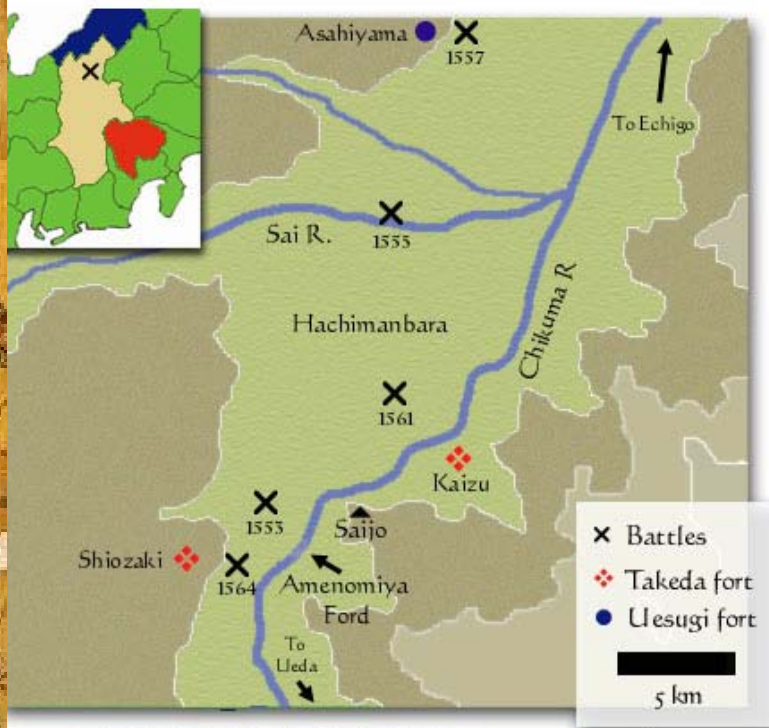 Asahiyama
1557
To Echigo
Sai R.
1555
Hachimanbara
Chikuma R
1561
Kaizu
1553
Saijo
Shiozaki
1564
Amenomiya
Ford
To
Ueda
Battles
Takeda fort
Uesugi fort
5 km